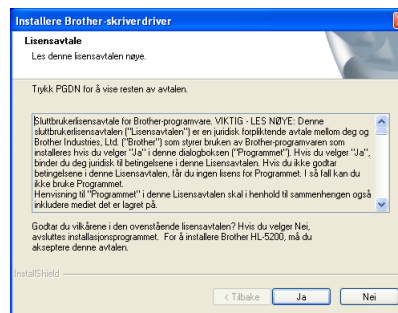 Installere Brother-skriverdriver
Lisensavtale
Les denne lisensavtalen nøye.
Trykk PGDN for å vise resten av avtalen.
Sluttbrukerlisensavtale for Brother-programvare. VIKTIG - LES NØYE: Denne
sluttbrukerlisensavtalen ("Lisensavtalen") er en juridisk forpliktende avtale mellom deg og
Brother Industries, Ltd. ("Brother") som styrer bruken av Brother-programvaren som
installeres hvis du velger "Ja" i denne dialogboksen ("Programmet"). Hvis du velger "Ja",
binder du deg juridisk til betingelsene i denne Lisensavtalen. Hvis du ikke godtar
betingelsene i denne Lisensavtalen, får du ingen lisens for Programmet. I så fall kan du
ikke bruke Programmet.
Henvisning til "Programmet" i denne Lisensavtalen skal i henhold til sammenhengen også
inkludere mediet det er lagret på.
Godtar du vilkårene i den ovenstående lisensavtalen? Hvis du velger Nei,
avsluttes installasjonsprogrammet. For å installere Brother HL-5200, må du
akseptere denne avtalen.
InstallShield
< Tilbake
Ja
Nei